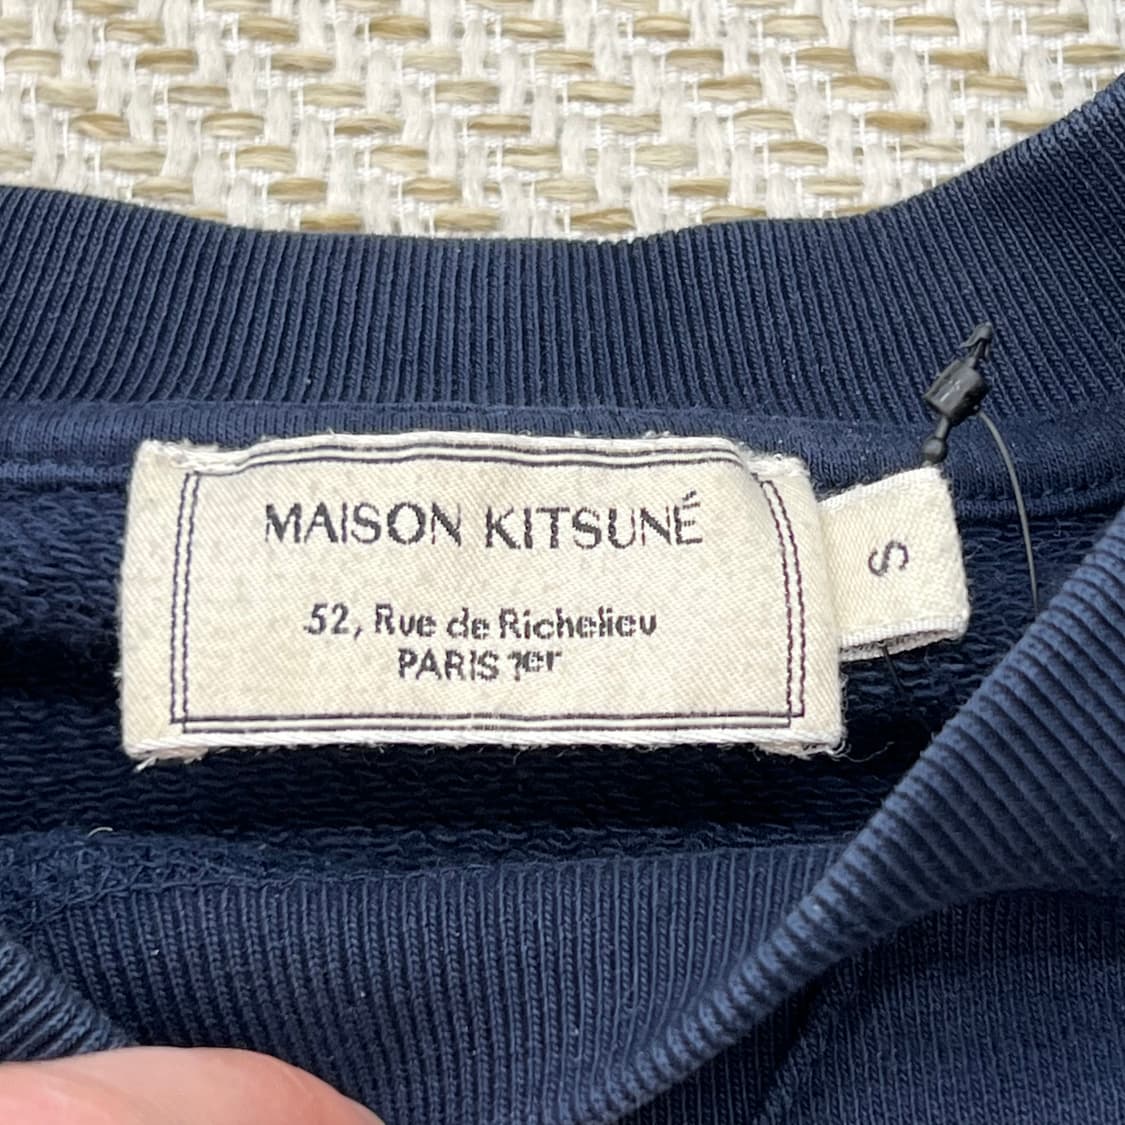 MAISON KITSUNÉ
52, Rue de Richelieu
PARIS 1er
S